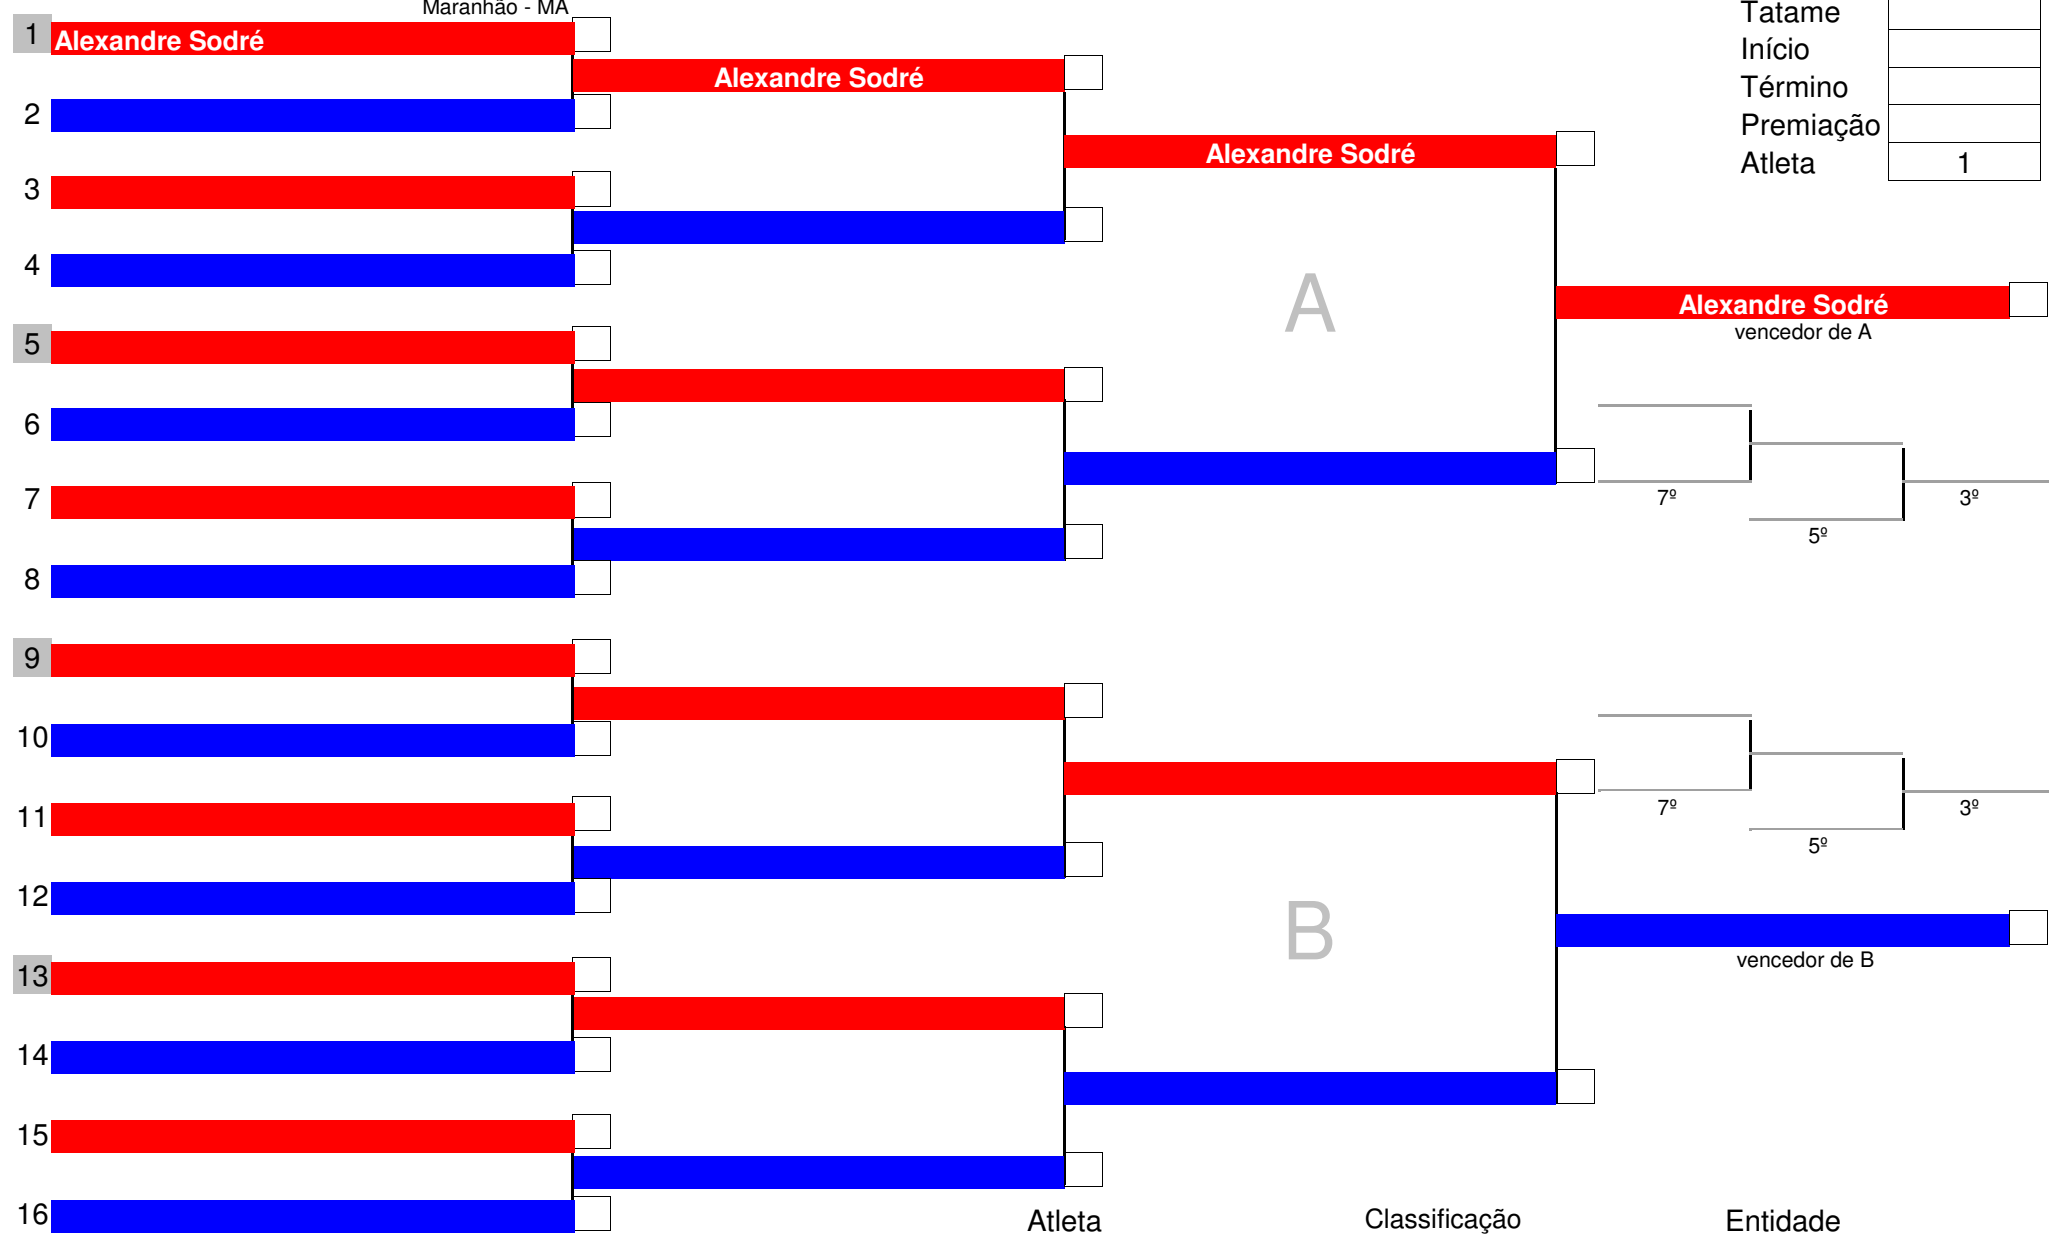 Maranhão - MA
Tatame
1 Alexandre Sodré
Início
Alexandre Sodré
Término
2
Premiação
Alexandre Sodré
Atleta 1
3
4
A
Alexandre Sodré
vencedor de A
5
6
7
7º
3º
5º
8
9
10
11
7º
3º
5º
12
B
vencedor de B
13
14
15
16
Atleta Classificação Entidade